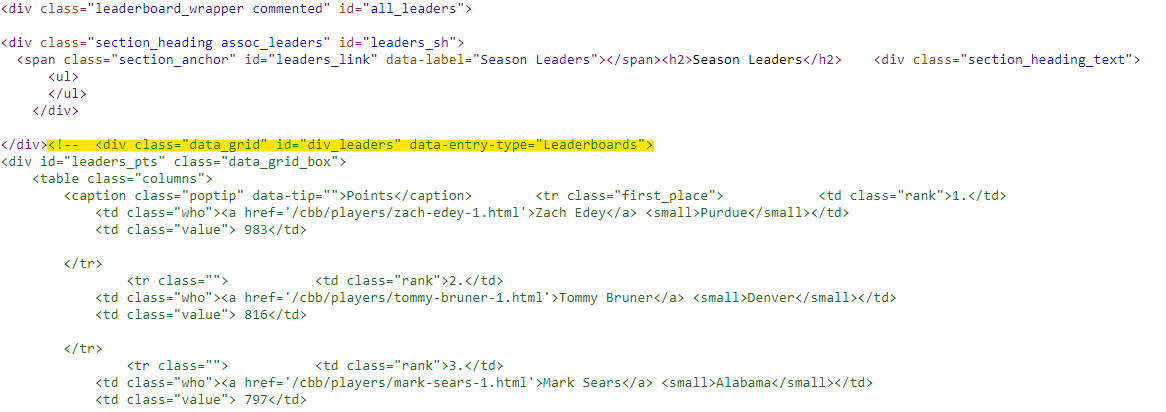 <div class="leaderboard_wrapper commented" id="all_leaders">
<div class="section_heading assoc_leaders" id="leaders_sh">
<span class="section_anchor" id="leaders_link" data-label="Season Leaders"></span><h2>Season Leaders</h2>    <div class="section_heading_text">
<ul>
</ul>
</div>
</div><!--  <div class="data_grid" id="div_leaders" data-entry-type="Leaderboards">
<div id="leaders_pts" class="data_grid_box">
<table class="columns">
<caption class="poptip" data-tip="">Points</caption>        <tr class="first_place">            <td class="rank">1.</td>
<td class="who"><a href='/cbb/players/zach-edey-1.html'>Zach Edey</a> <small>Purdue</small></td>
<td class="value"> 983</td>
</tr>
<tr class="">           <td class="rank">2.</td>
<td class="who"><a href='/cbb/players/tommy-bruner-1.html'>Tommy Bruner</a> <small>Denver</small></td>
<td class="value"> 816</td>
</tr>
<tr class="">           <td class="rank">3.</td>
<td class="who"><a href='/cbb/players/mark-sears-1.html'>Mark Sears</a> <small>Alabama</small></td>
<td class="value"> 797</td>